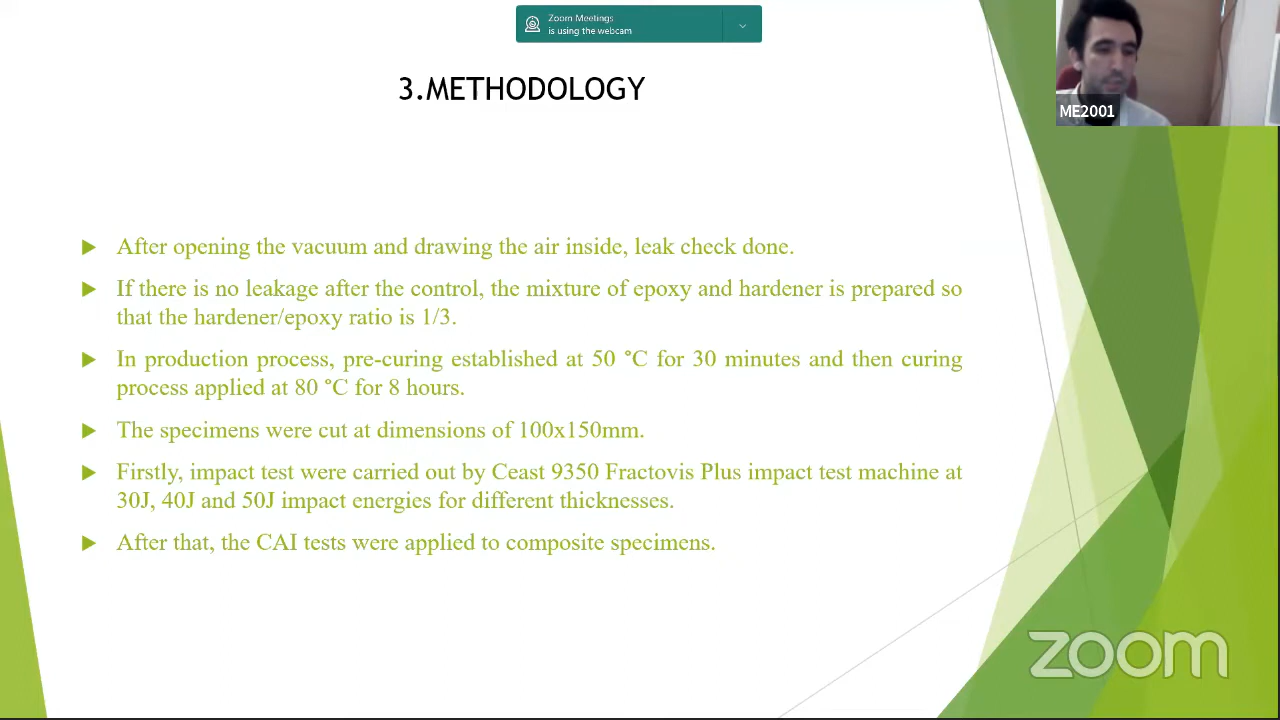 Zoom Meetings
is using the webcam
3.METHODOLOGY
ME2001
After opening the vacuum and drawing the air inside, leak check done.
If there is no leakage after the control, the mixture of epoxy and hardener is prepared so
that the hardener/epoxy ratio is 1/3.
In production process, pre-curing established at 50 °C for 30 minutes and then curing
process applied at 80 °C for 8 hours.
The specimens were cut at dimensions of 100x150mm.
Firstly, impact test were carried out by Ceast 9350 Fractovis Plus impact test machine at
30J, 40J and 50J impact energies for different thicknesses.
After that, the CAI tests were applied to composite specimens.
zoom